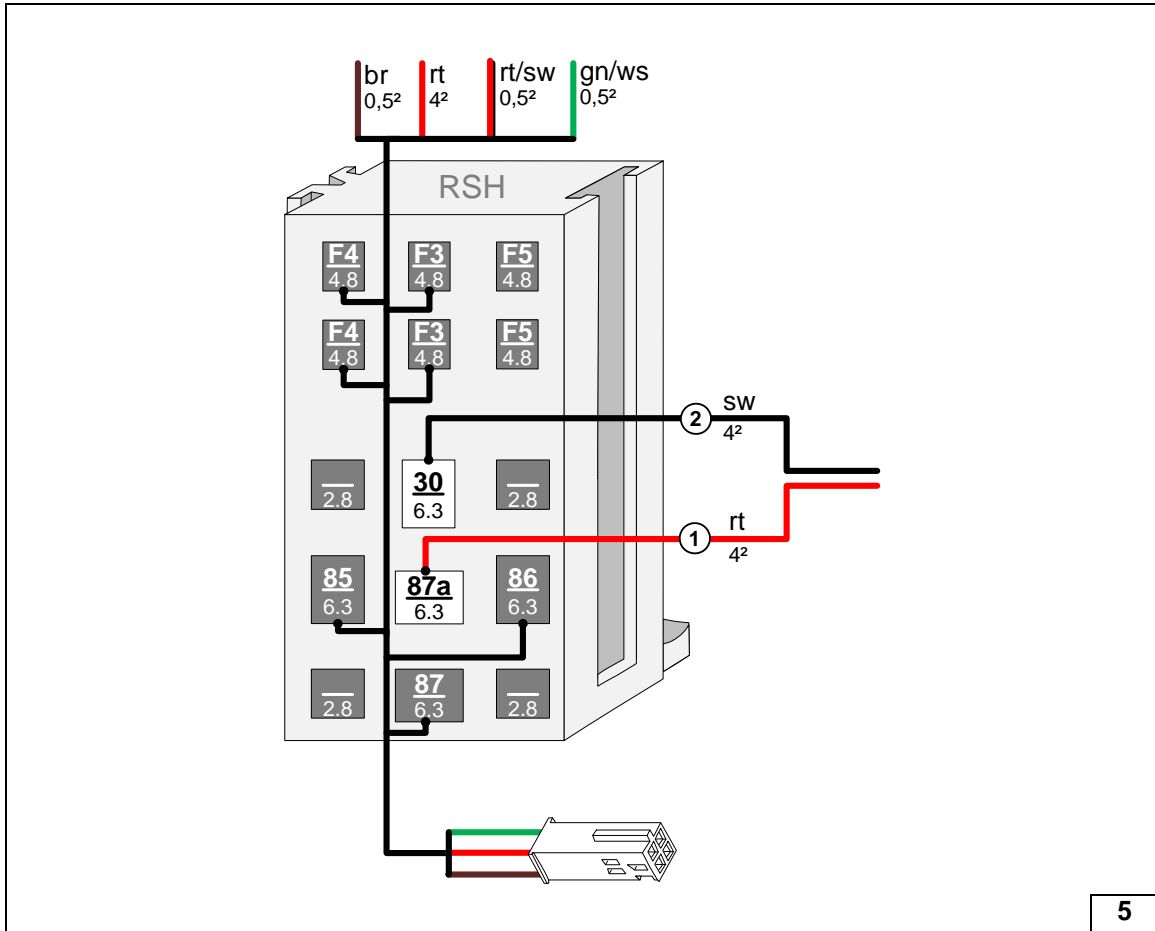 br rt rt/sw gn/ws
0,5² 4² 0,5² 0,5²
RSH
F4 F3 F5
4.8 4.8 4.8
F4 F3 F5
4.8 4.8 4.8
2 sw
4²
30
2.8 6.3 2.8
1 rt
4²
85 87a 86
6.3 6.3 6.3
87
2.8 6.3 2.8
5